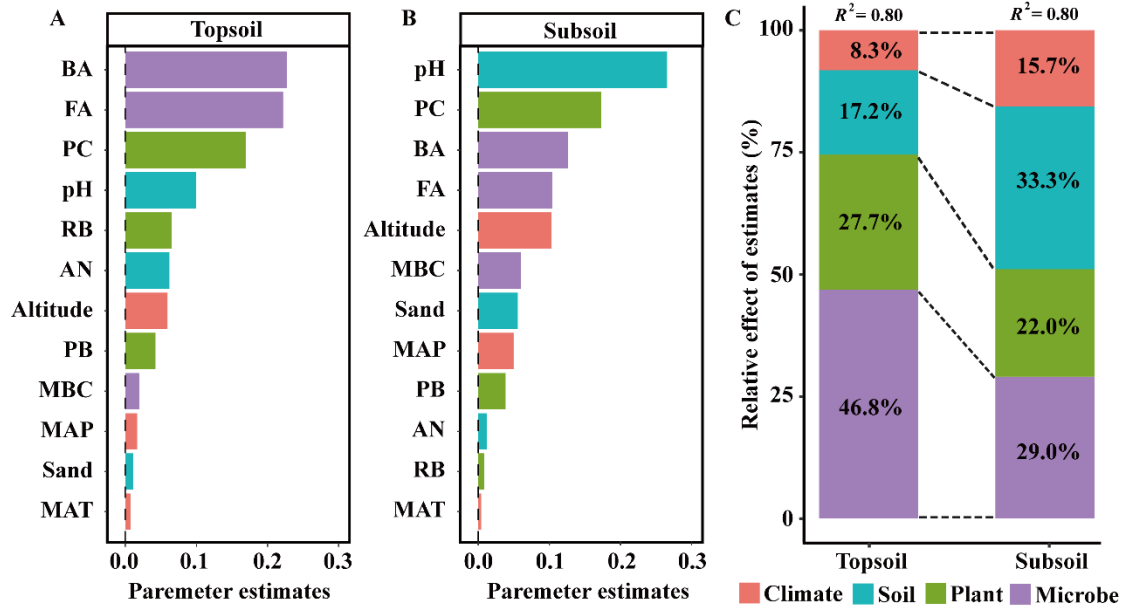 A
Topsoil
BA
FA
PC
pH
RB
AN
Altitude
PB
MBC
MAP
Sand
MAT
0.0 0.1 0.2 0.3
Paremeter estimates
B
Subsoil
pH
PC
BA
FA
Altitude
MBC
Sand
MAP
PB
AN
RB
MAT
0.0 0.1 0.2 0.3
Paremeter estimates
C
R² = 0.80 R² = 0.80
Relative effect of estimates (%)
100
75
50
25
0
8.3%
17.2%
27.7%
46.8%
15.7%
33.3%
22.0%
29.0%
Topsoil Subsoil
Climate Soil Plant Microbe